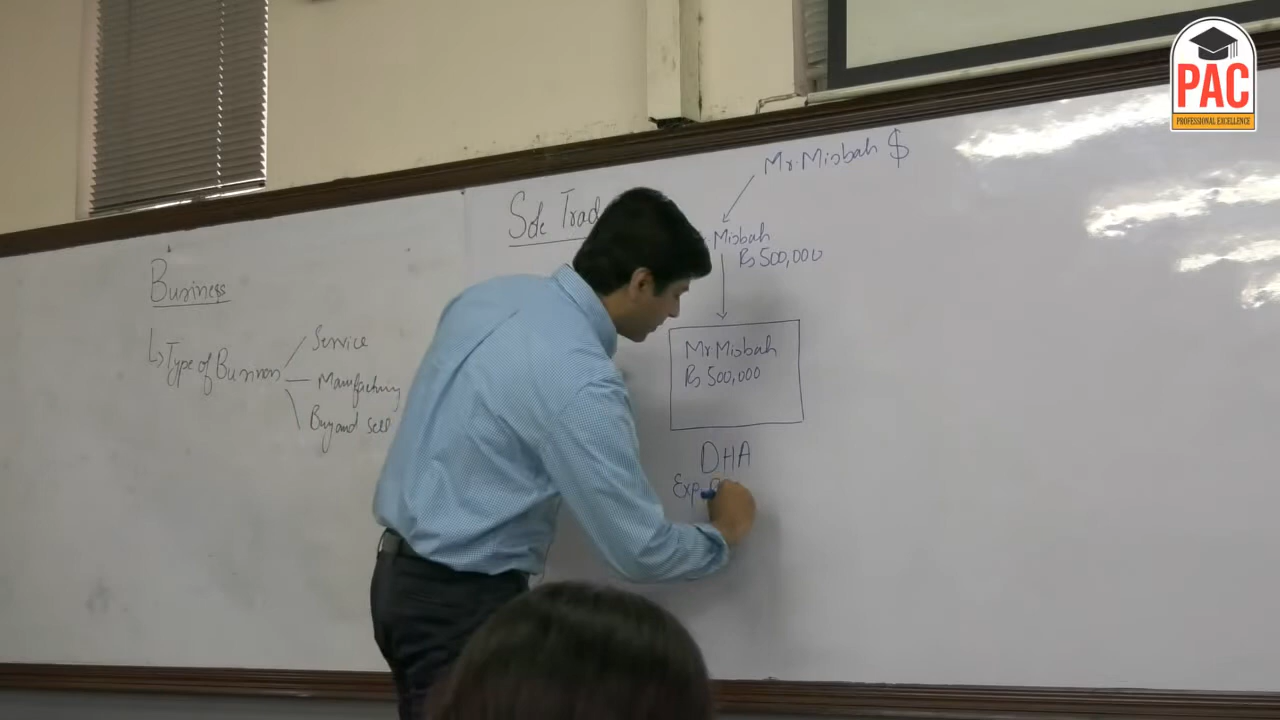 PAC
PROFESSIONAL EXCELLENCE
Mr. Misbah $
Sole Trad
Misbah
Rs 500,000
Business
Mr Misbah
Rs 500,000
↳ Type of Business
Service
Manufacturing
Buy and sell
DHA
Exp